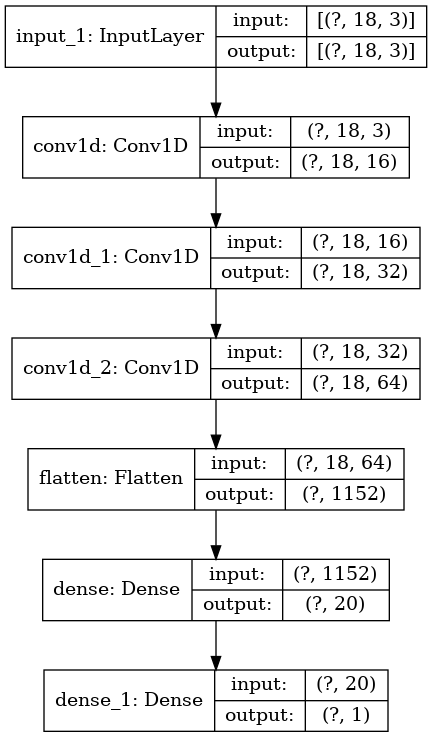 input_1: InputLayer
input: [(?, 18, 3)]
output: [(?, 18, 3)]
conv1d: Conv1D
input: (?, 18, 3)
output: (?, 18, 16)
conv1d_1: Conv1D
input: (?, 18, 16)
output: (?, 18, 32)
conv1d_2: Conv1D
input: (?, 18, 32)
output: (?, 18, 64)
flatten: Flatten
input: (?, 18, 64)
output: (?, 1152)
dense: Dense
input: (?, 1152)
output: (?, 20)
dense_1: Dense
input: (?, 20)
output: (?, 1)